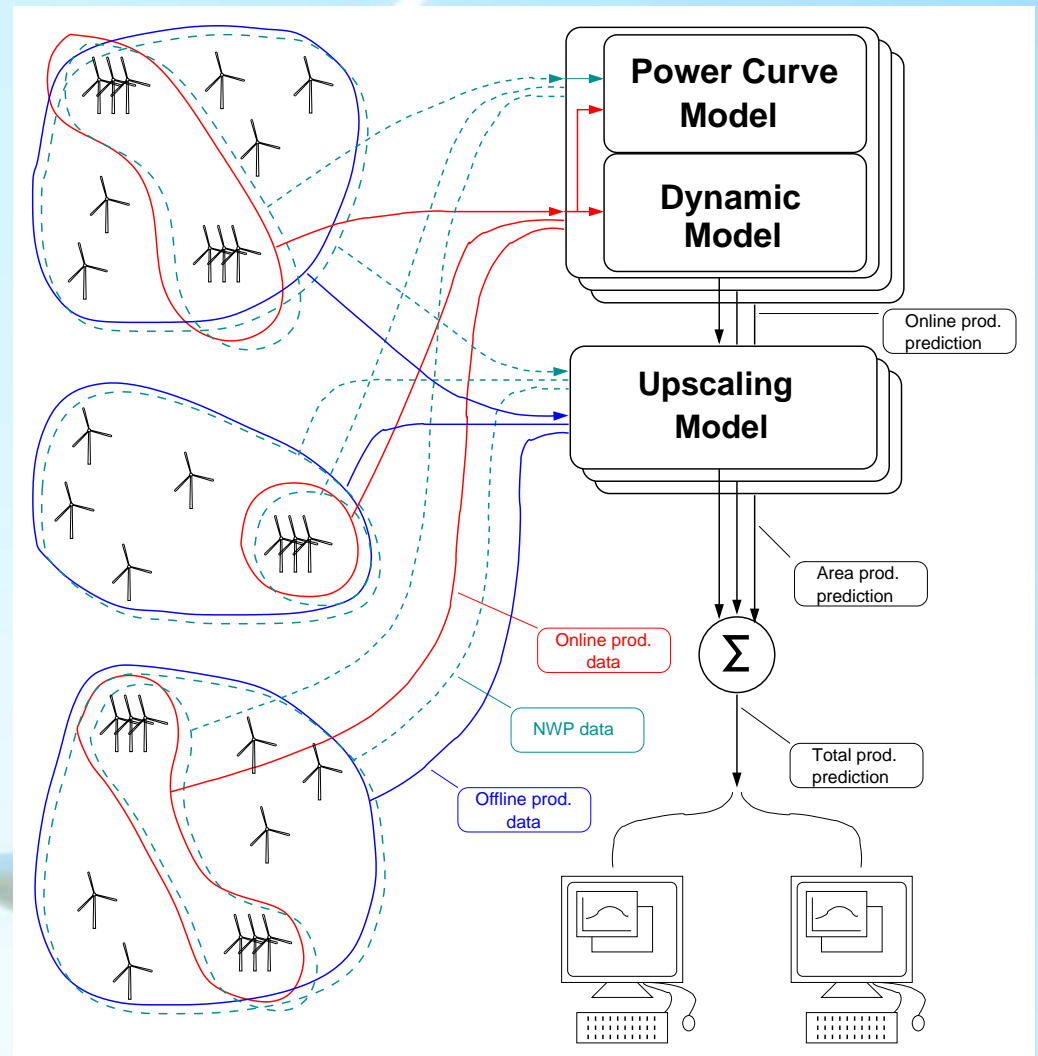 Power Curve
Model
Dynamic
Model
Online prod.
prediction
Upscaling
Model
Area prod.
prediction
Online prod.
data
Σ
NWP data
Total prod.
prediction
Offline prod.
data